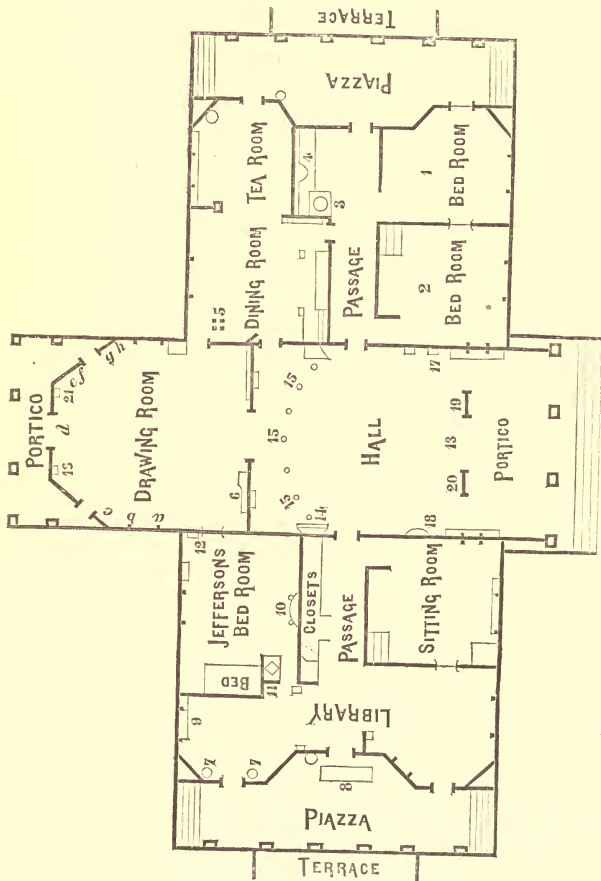 TERRACE
PIAZZA
TEA ROOM
4
3
1
BED ROOM
DINING ROOM
5
PASSAGE
2
BED ROOM
PORTICO
g h
e f
21
d
16
c
b
a
DRAWING ROOM
6
15
15
15
14
HALL
17
19
13
20
18
PORTICO
12
JEFFERSONS
BED ROOM
10
CLOSETS
PASSAGE
SITTING ROOM
BED
11
LIBRARY
9
7
7
8
PIAZZA
TERRACE